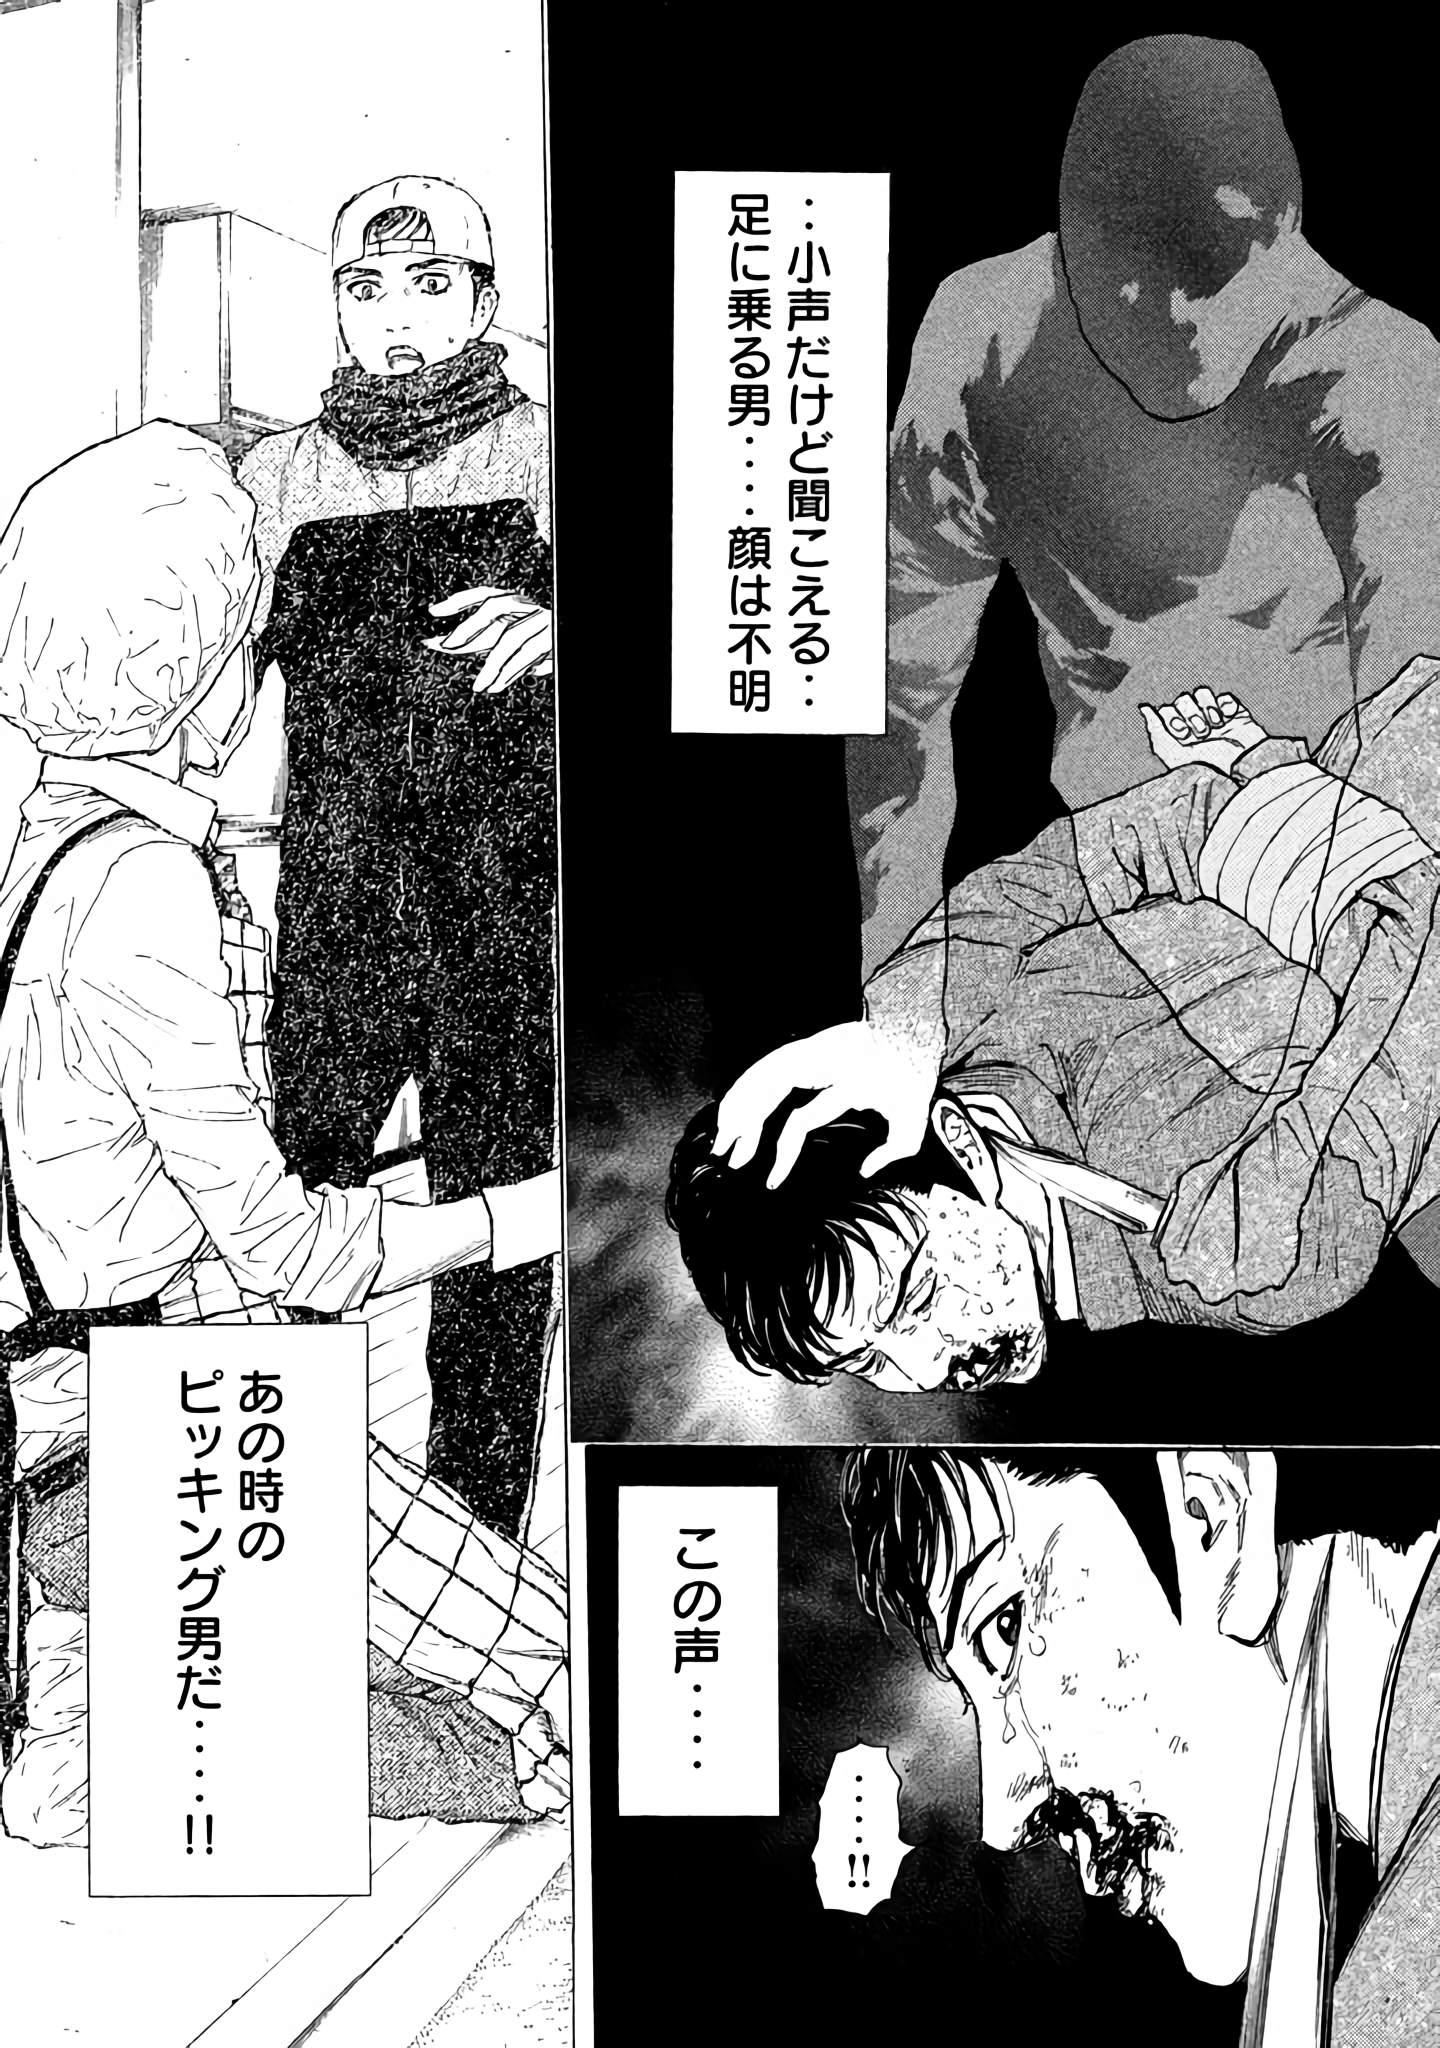 ‥小声だけど聞こえる‥
足に乗る男‥‥顔は不明
この声‥‥
‥‥!!
あの時の
ピッキング男だ‥‥!!